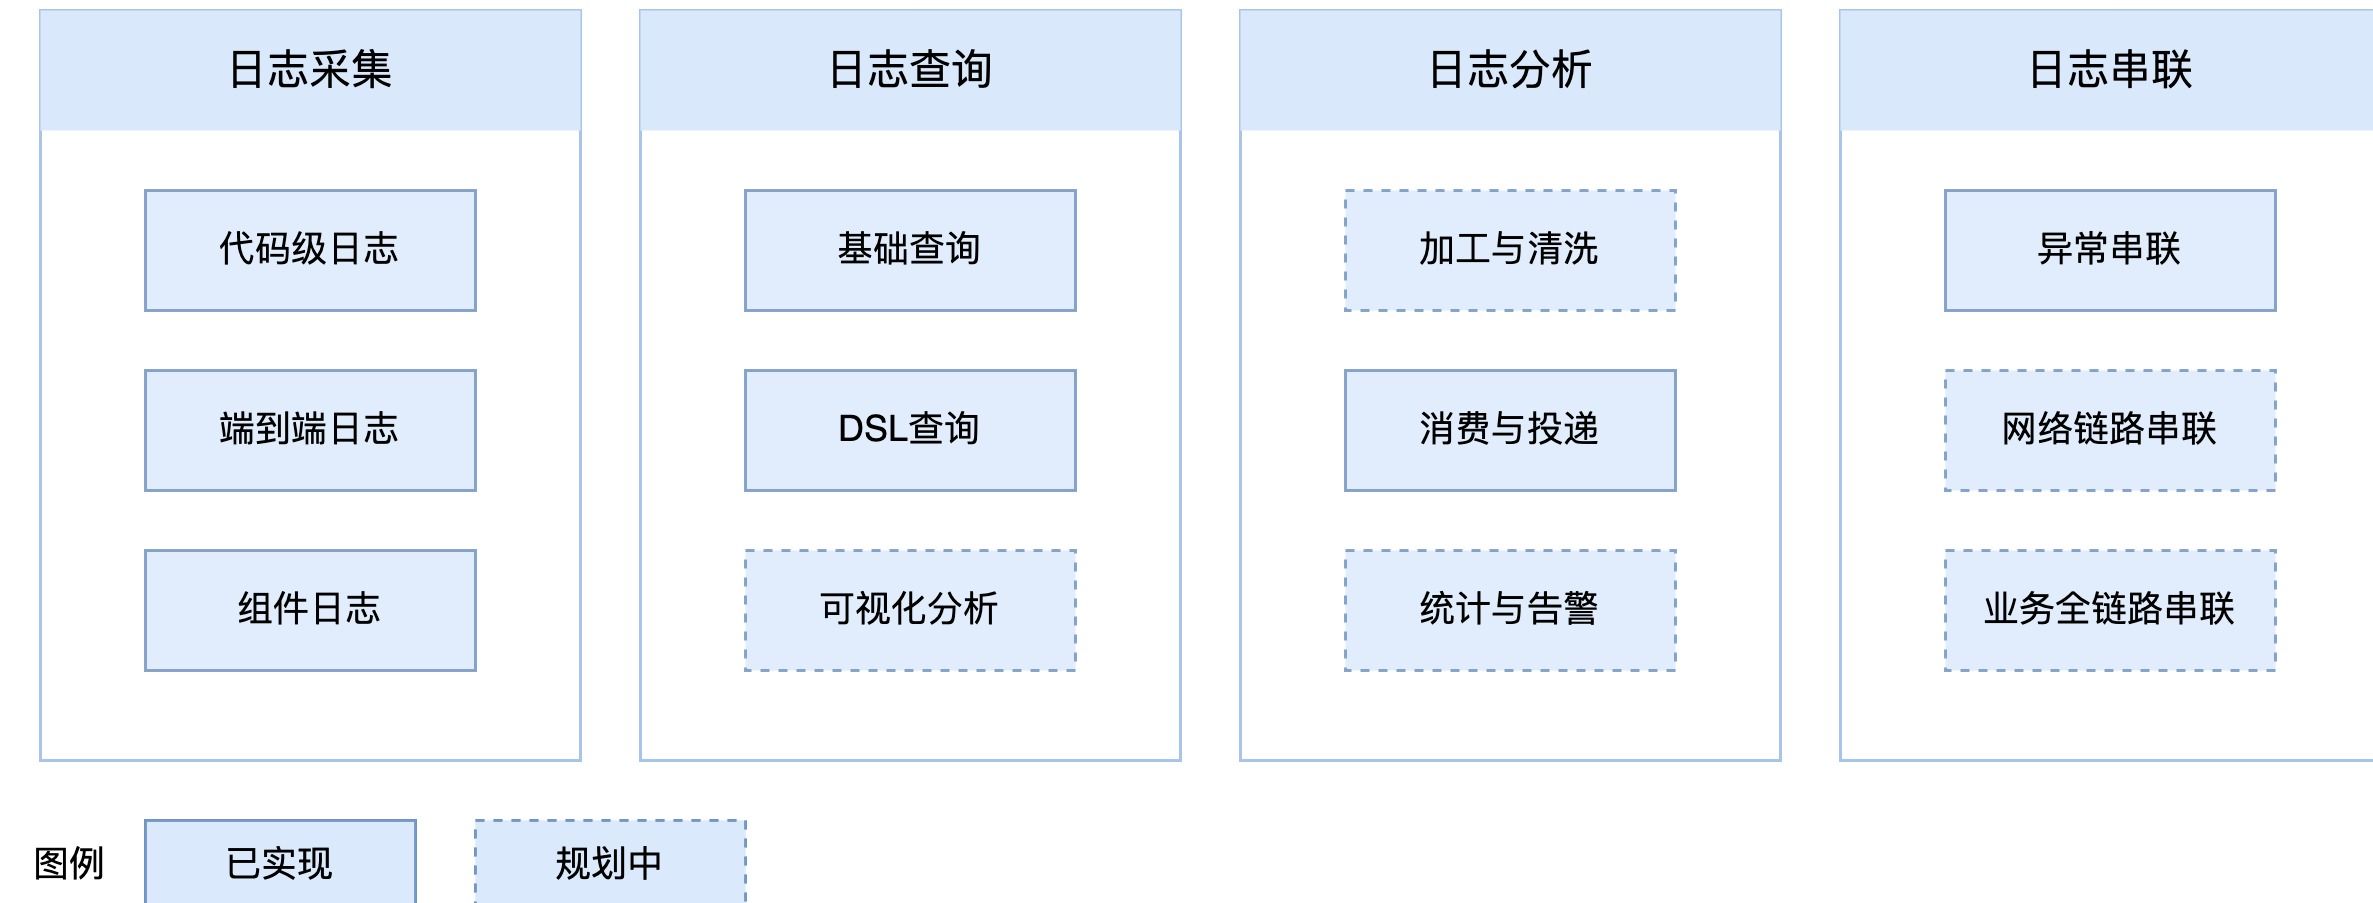 日志采集
代码级日志
端到端日志
组件日志
日志查询
基础查询
DSL查询
可视化分析
日志分析
加工与清洗
消费与投递
统计与告警
日志串联
异常串联
网络链路串联
业务全链路串联
图例
已实现
规划中